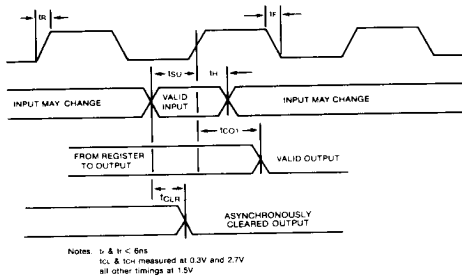 tR
tF
tSU
tH
INPUT MAY CHANGE
VALID
INPUT
INPUT MAY CHANGE
tCO1
FROM REGISTER
TO OUTPUT
VALID OUTPUT
tCLR
ASYNCHRONOUSLY
CLEARED OUTPUT
Notes. tr & tf < 6ns
tCL & tCH measured at 0.3V and 2.7V
all other timings at 1.5V